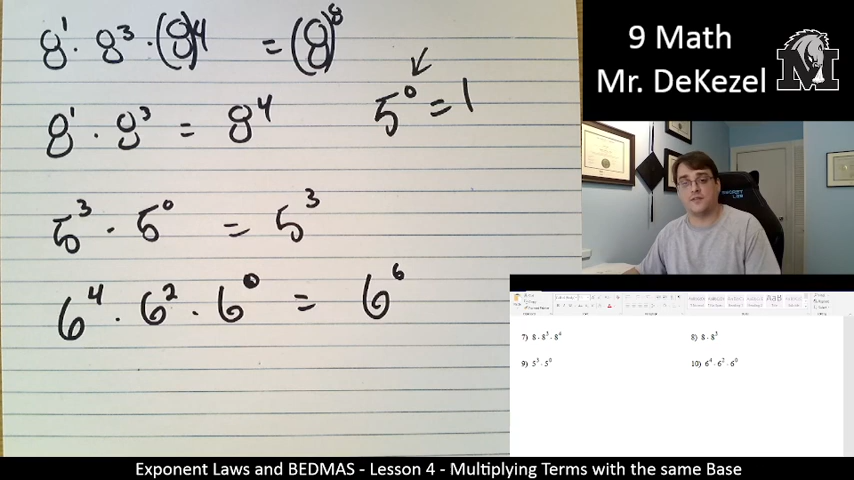 8¹ · 8³ · (8)⁴ = (8)⁸
5⁰ = 1
8¹ · 8³ = 8⁴
5³ · 5⁰ = 5³
6⁴ · 6² · 6⁰ = 6⁶
9 Math
Mr. DeKezel
M
7) 8 · 8³ · 8⁴
8) 8 · 8³
9) 5³ · 5⁰
10) 6⁴ · 6² · 6⁰
Exponent Laws and BEDMAS - Lesson 4 - Multiplying Terms with the same Base